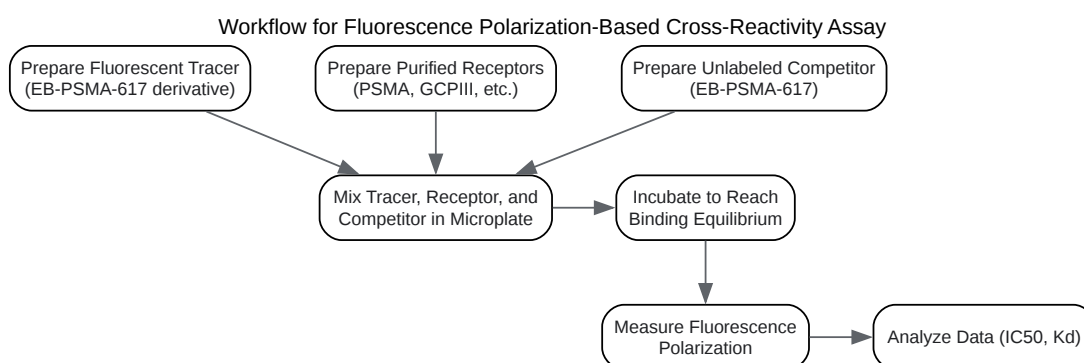 Workflow for Fluorescence Polarization-Based Cross-Reactivity Assay
Prepare Fluorescent Tracer
(EB-PSMA-617 derivative)
Prepare Purified Receptors
(PSMA, GCPIII, etc.)
Prepare Unlabeled Competitor
(EB-PSMA-617)
Mix Tracer, Receptor, and
Competitor in Microplate
Incubate to Reach
Binding Equilibrium
Measure Fluorescence
Polarization
Analyze Data (IC50, Kd)